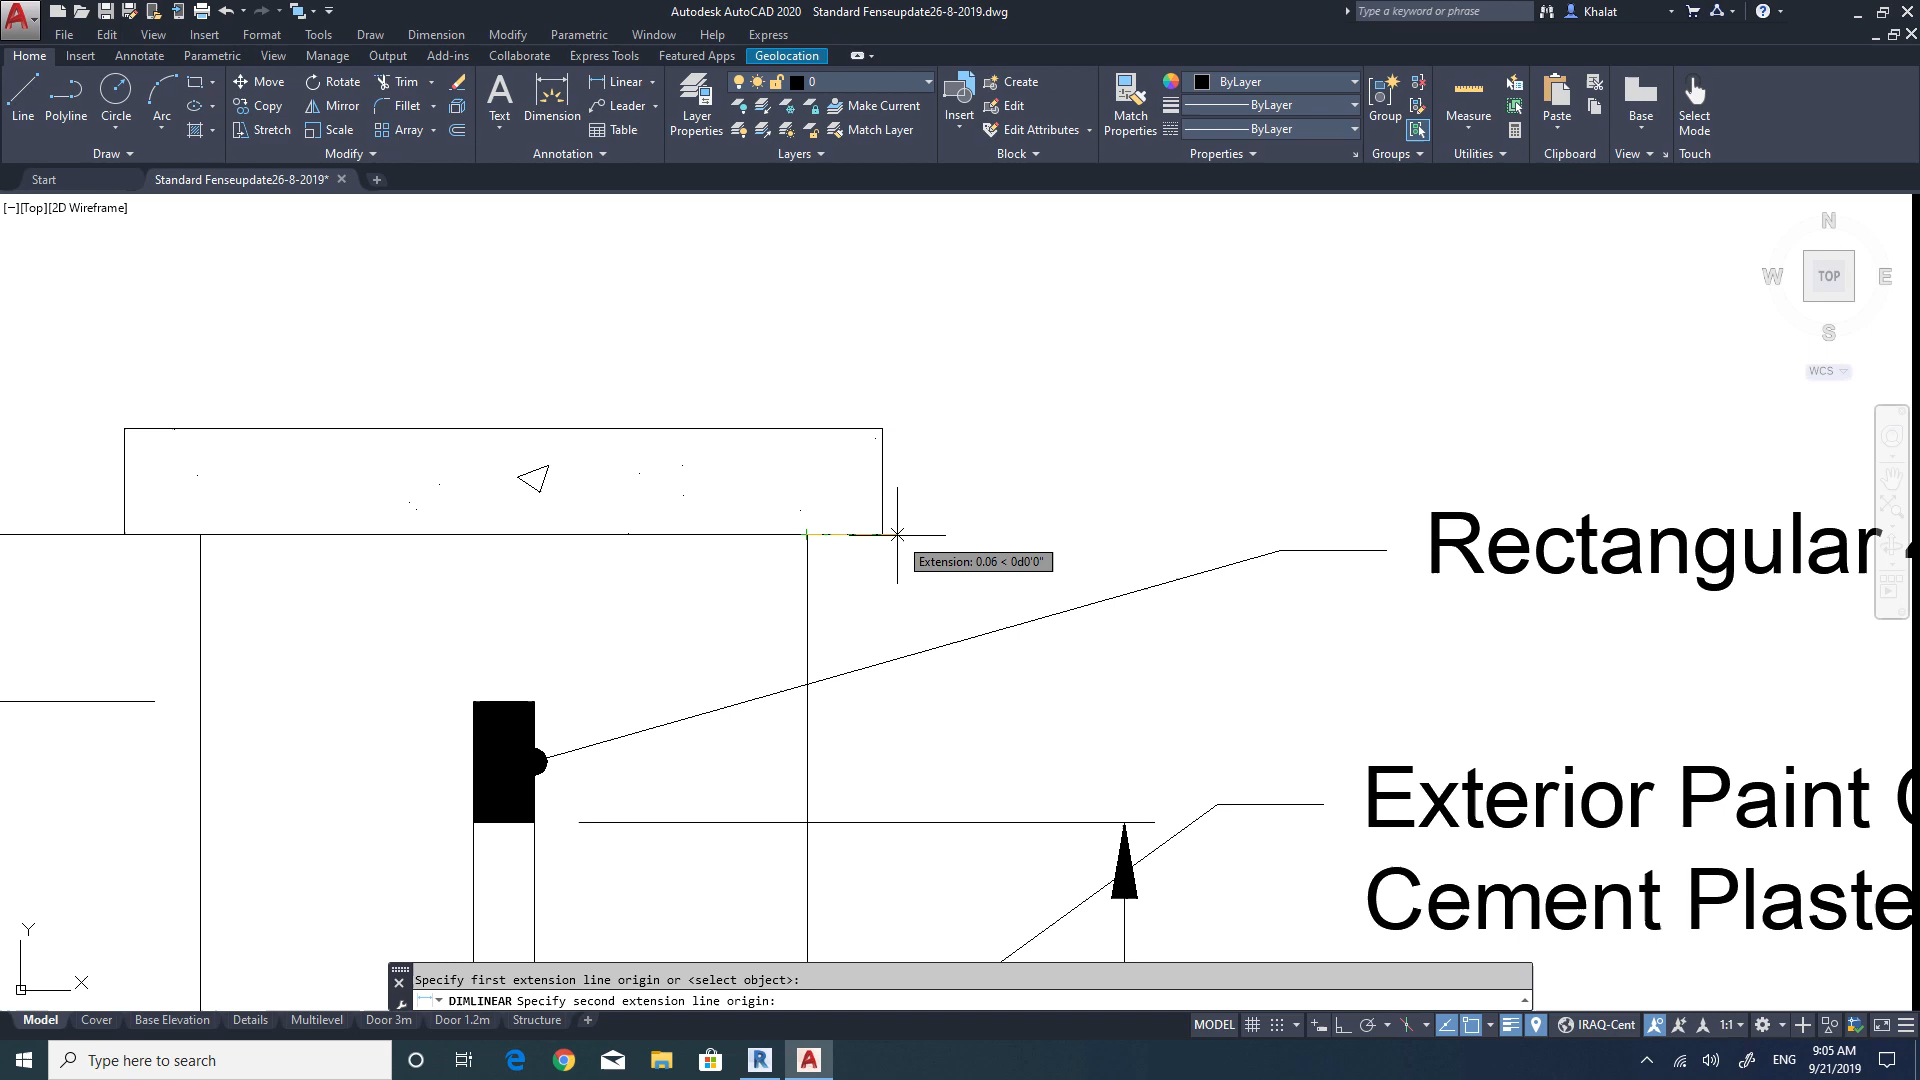 Autodesk AutoCAD 2020 Standard Fenseupdate26-8-2019.dwg
Type a keyword or phrase
Khalat
File Edit View Insert Format Tools Draw Dimension Modify Parametric Window Help Express
Home Insert Annotate Parametric View Manage Output Add-ins Collaborate Express Tools Featured Apps Geolocation
Line Polyline Circle Arc
Move Rotate Trim
Copy Mirror Fillet
Stretch Scale Array
Text Dimension
Linear
Leader
Table
Layer Properties
0
Make Current
Match Layer
Insert
Create
Edit
Edit Attributes
Match Properties
ByLayer
ByLayer
ByLayer
Group
Measure
Paste
Base
Select Mode
Draw Modify Annotation Layers Block Properties Groups Utilities Clipboard View Touch
Start Standard Fenseupdate26-8-2019*
[−][Top][2D Wireframe]
N
W TOP E
S
WCS
Rectangular
Extension: 0.06 < 0d0'0"
Exterior Paint
Cement
Y
X
Specify first extension line origin or <select object>:
DIMLINEAR Specify second extension line origin:
Model Cover Base Elevation Details Multilevel Door 3m Door 1.2m Structure
MODEL IRAQ-Cent 1:1
Type here to search
ENG
9:05 AM
9/21/2019